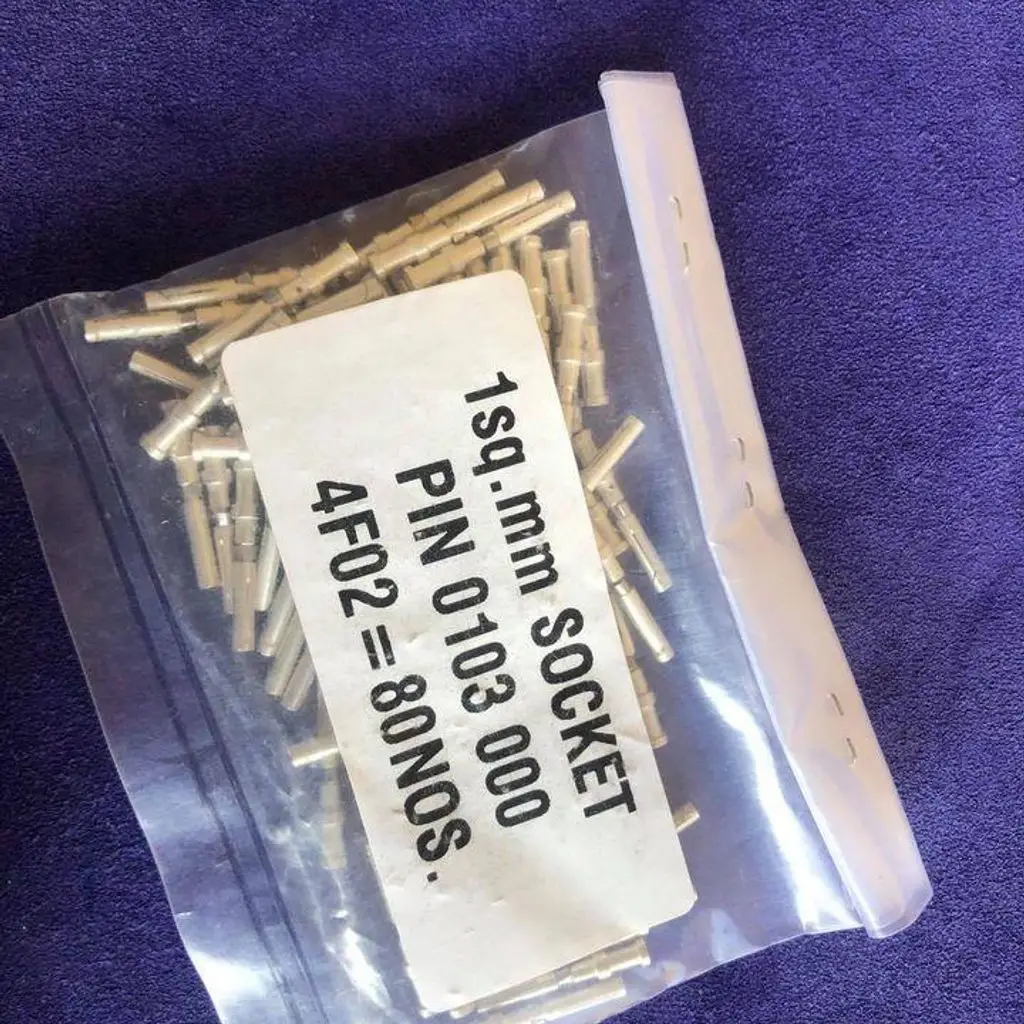 1sq.mm SOCKET
PIN 0103 000
4F02=80NOS.